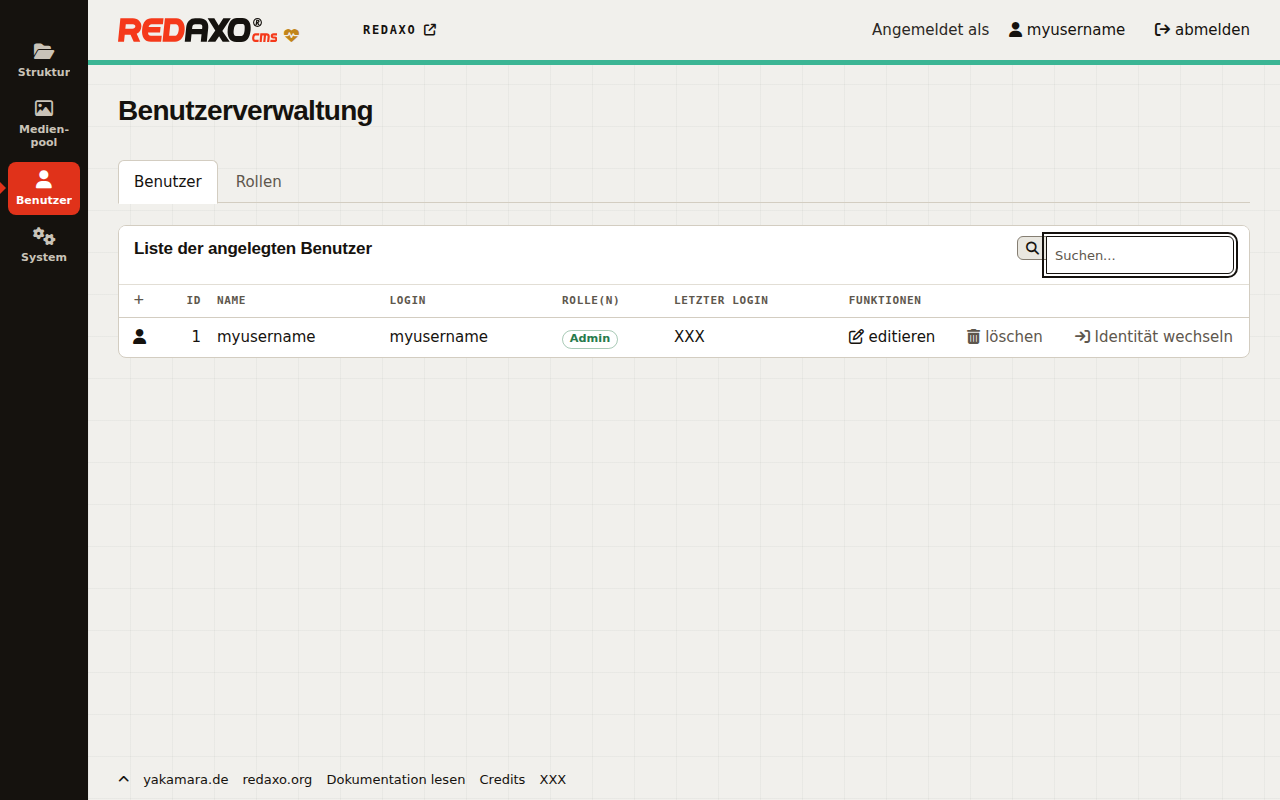 REDAXO® cms
REDAXO
Angemeldet als myusername abmelden
Struktur
Medien-
pool
Benutzer
System
Benutzerverwaltung
Benutzer Rollen
Liste der angelegten Benutzer
Suchen...
+ ID NAME LOGIN ROLLE(N) LETZTER LOGIN FUNKTIONEN
1 myusername myusername Admin XXX editieren löschen Identität wechseln
yakamara.de redaxo.org Dokumentation lesen Credits XXX